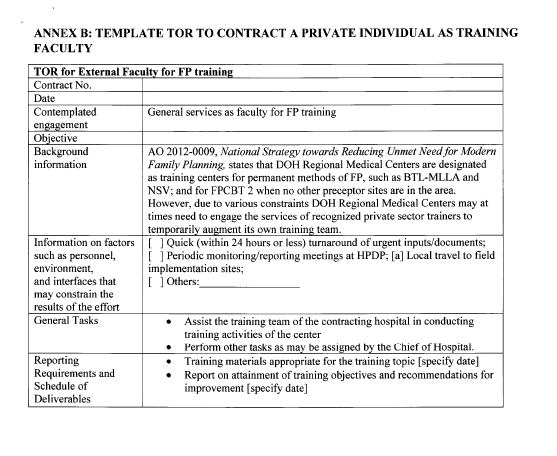 ANNEX B: TEMPLATE TOR TO CONTRACT A PRIVATE INDIVIDUAL AS TRAINING
FACULTY
TOR for External Faculty for FP training
Contract No.
Date
Contemplated
engagement
General services as faculty for FP training
Objective
Background
information
AO 2012-0009, National Strategy towards Reducing Unmet Need for Modern
Family Planning, states that DOH Regional Medical Centers are designated
as training centers for permanent methods of FP, such as BTL-MLLA and
NSV; and for FPCBT 2 when no other preceptor sites are in the area.
However, due to various constraints DOH Regional Medical Centers may at
times need to engage the services of recognized private sector trainers to
temporarily augment its own training team.
Information on factors
such as personnel,
environment,
and interfaces that
may constrain the
results of the effort
[ ] Quick (within 24 hours or less) turnaround of urgent inputs/documents;
[ ] Periodic monitoring/reporting meetings at HPDP; [a] Local travel to field
implementation sites;
[ ] Others:_______________
General Tasks
• Assist the training team of the contracting hospital in conducting
training activities of the center
• Perform other tasks as may be assigned by the Chief of Hospital.
Reporting
Requirements and
Schedule of
Deliverables
• Training materials appropriate for the training topic [specify date]
• Report on attainment of training objectives and recommendations for
improvement [specify date]